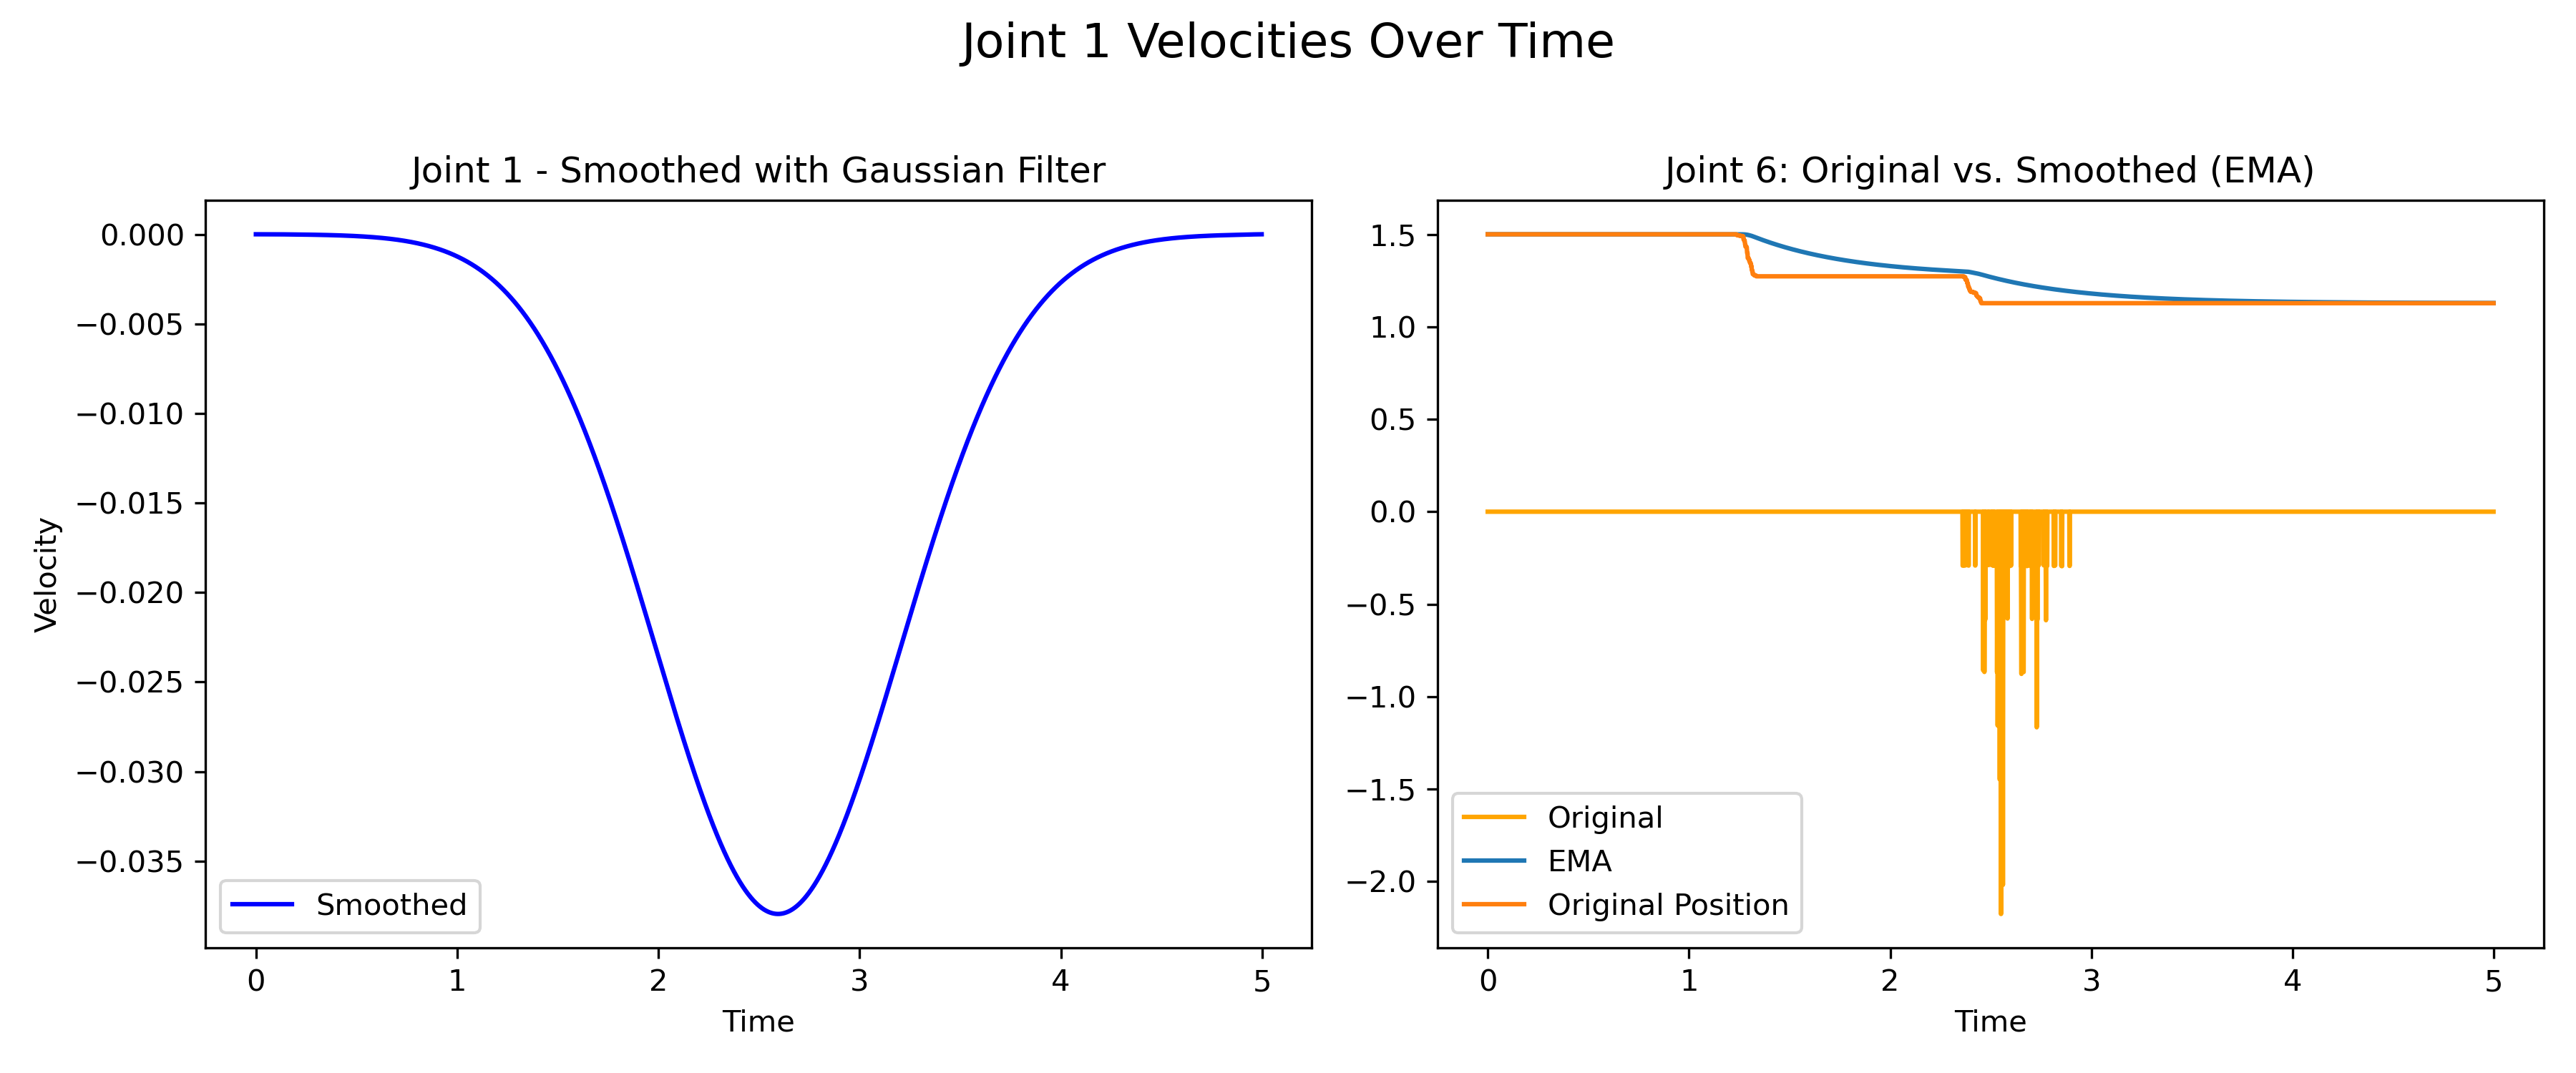 Joint 1 Velocities Over Time
Joint 1 - Smoothed with Gaussian Filter
0.000
−0.005
−0.010
−0.015
−0.020
−0.025
−0.030
−0.035
Velocity
Smoothed
0 1 2 3 4 5
Time
Joint 6: Original vs. Smoothed (EMA)
1.5
1.0
0.5
0.0
−0.5
−1.0
−1.5
−2.0
Original
EMA
Original Position
0 1 2 3 4 5
Time